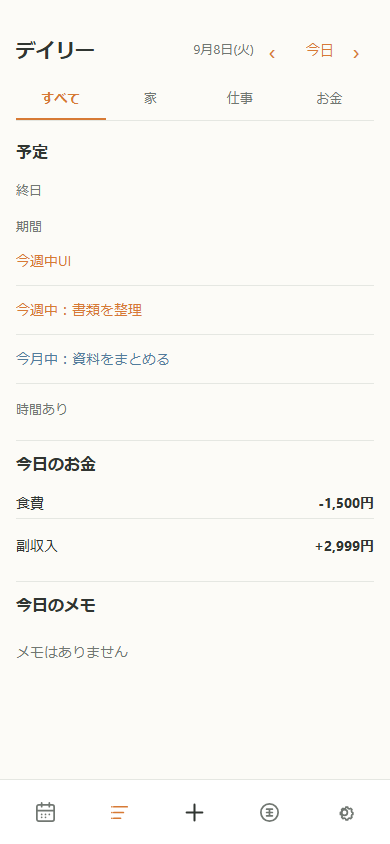 デイリー 9月8日(火) ‹ 今日 ›
すべて 家 仕事 お金
予定
終日
期間
今週中UI
今週中：書類を整理
今月中：資料をまとめる
時間あり
今日のお金
食費 -1,500円
副収入 +2,999円
今日のメモ
メモはありません